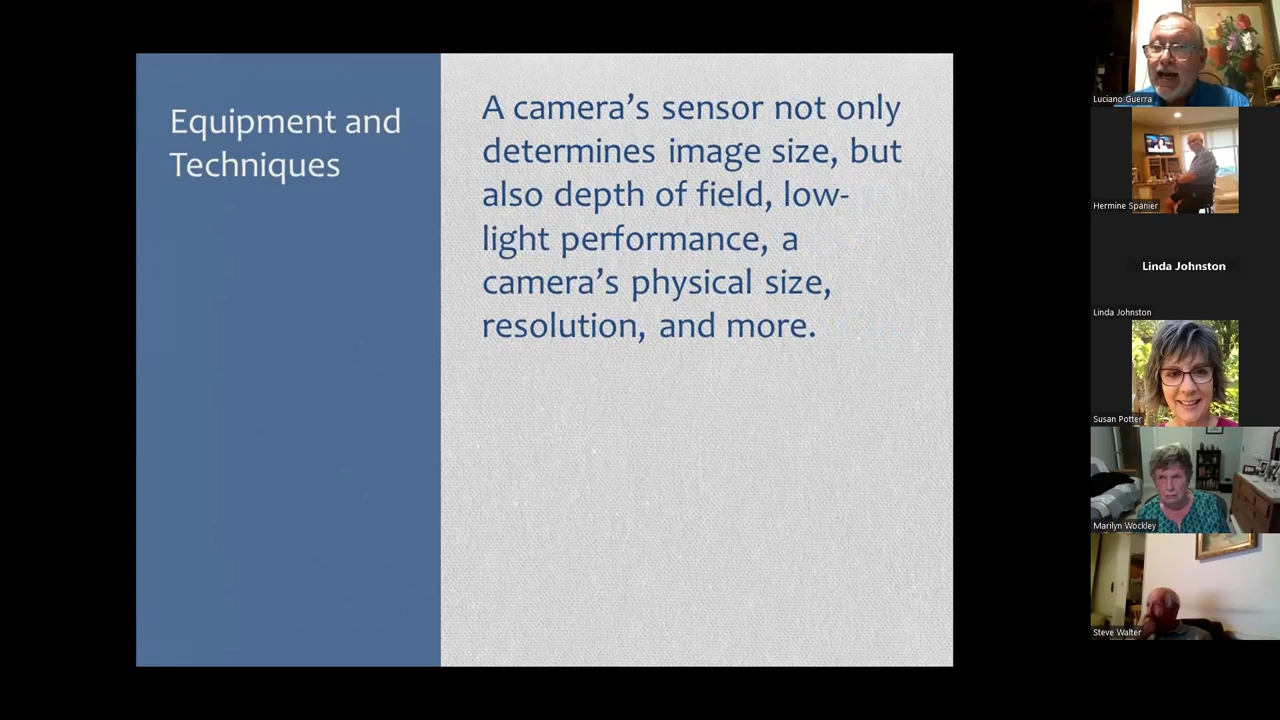 Equipment and
Techniques
A camera’s sensor not only
determines image size, but
also depth of field, low-
light performance, a
camera’s physical size,
resolution, and more.
Luciano Guerra
Hermine Spanier
Linda Johnston
Linda Johnston
Susan Potter
Marilyn Wockley
Steve Walter